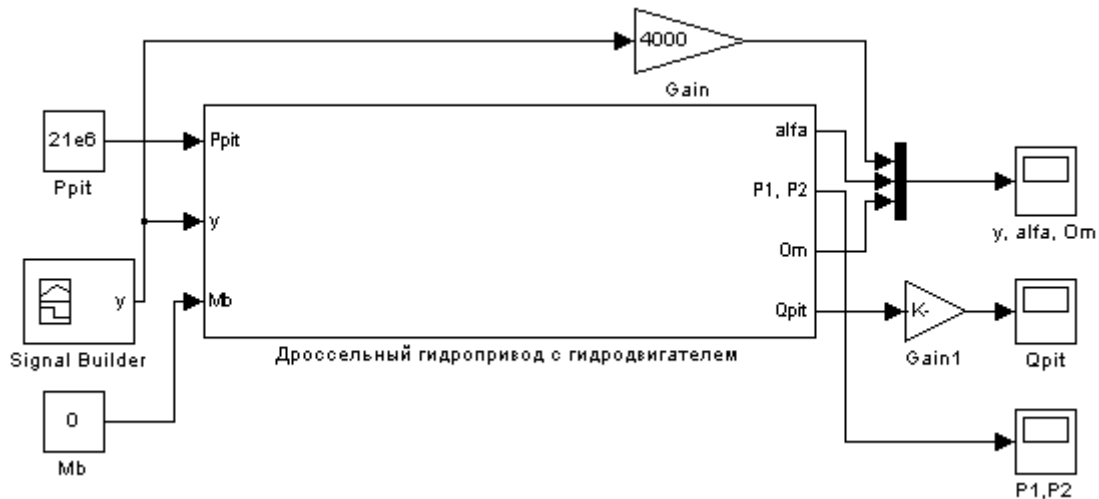 4000
Gain
21e6
Ppit
Ppit
y
Mb
alfa
P1, P2
Om
Qpit
y, alfa, Om
y
Signal Builder
Дроссельный гидропривод с гидродвигателем
K-
Gain1
Qpit
0
Mb
P1,P2